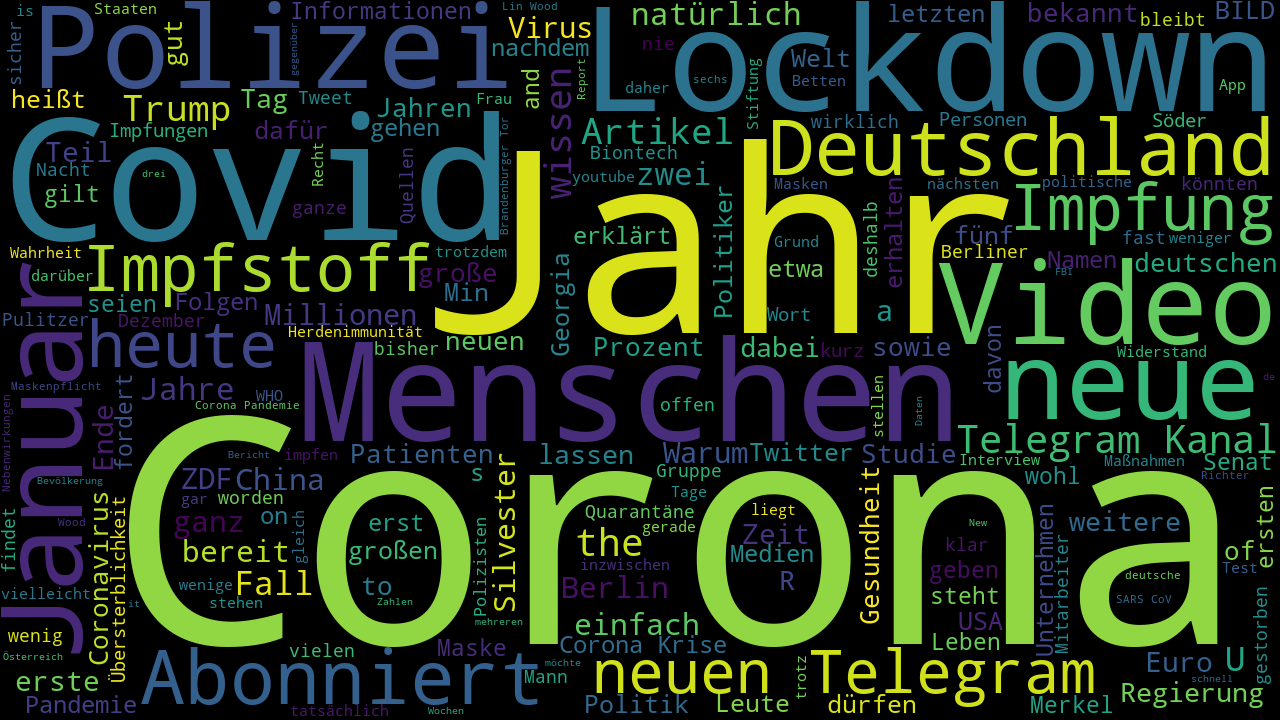 is
Staaten
Informationen
Lin Wood
natürlich
letzten
bekannt
bleibt
BILD
Polizei
gut
gegenüber
Virus
nachdem
Lockdown
sicher
nie
Welt
Betten
sechs
daher
App
heißt
Trump
Tag
Tweet
Jahren
Frau
and
Report
Stiftung
Covid
Impfungen
dafür
gehen
Tor
Brandenburger
Wissen
Artikel
wirklich
Personen
Söder
Deutschland
Teil
Nacht
gilt
drei
Recht
ganze
Quellen
Biontech
youtube
zwei
Masken
nächsten
politische
könnten
Jahr
Impfung
Wahrheit
darüber
Impfstoff
trotzdem
große
erklärt
Politiker
Grund
etwa
deshalb
erhalten
Berliner
fünf
fast
weniger
Namen
FBI
deutschen
seien
Folgen
Min
Georgia
Wort
a
Video
Pulitzer
Dezember
Millionen
Herdenimmunität
bisher
neuen
Prozent
dabei
kurz
sowie
davon
Widerstand
Januar
heute
Menschen
neue
Maskenpflicht
Jahre
WHO
Corona Pandemie
offen
stellen
Daten
de
Nebenwirkungen
Ende
fordert
Bericht
impfen
Patienten
lassen
Warum
Twitter
Studie
Telegram Kanal
Interview
Maßnahmen
Senat
Richter
Bevölkerung
Wood
ZDF
China
s
Gruppe
Tage
wohl
Corona
gar
worden
Quarantäne
gerade
liegt
findet
Coronavirus
Übersterblichkeit
ganz
on
gleich
erst
großen
Polizisten
Silvester
the
inzwischen
Zeit
Medien
R
Gesundheit
New
klar
geben
Unternehmen
Mitarbeiter
weitere
of
ersten
Test
deutsche
bereit
Fall
to
Zahlen
Berlin
steht
SARS CoV
gestorben
vielleicht
it
wenige
stehen
mehreren
einfach
USA
Leben
wenig
Österreich
vielen
Maske
möchte
Corona Krise
Euro
U
schnell
erste
Abonniert
Mann
neuen
trotz
Telegram
Regierung
Pandemie
tatsächlich
Wochen
Politik
Leute
dürfen
Merkel